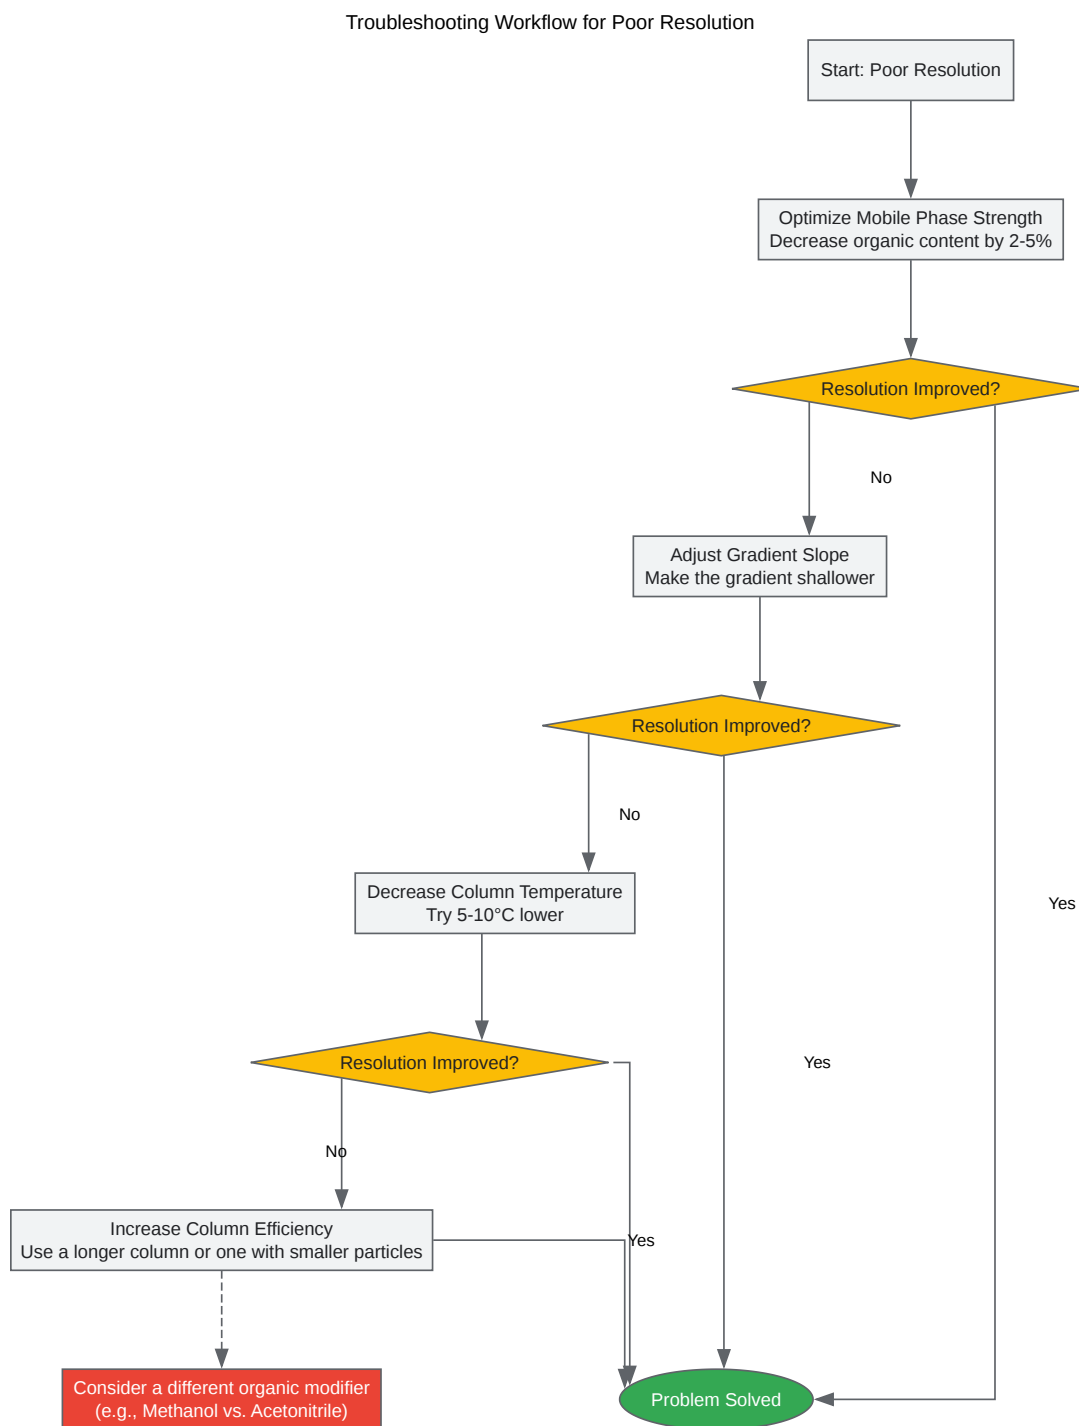 Troubleshooting Workflow for Poor Resolution
Start: Poor Resolution
Optimize Mobile Phase Strength
Decrease organic content by 2-5%
Resolution Improved?
No
Adjust Gradient Slope
Make the gradient shallower
Resolution Improved?
No
Decrease Column Temperature
Try 5-10°C lower
Yes
Resolution Improved?
Yes
No
Increase Column Efficiency
Use a longer column or one with smaller particles
Yes
Consider a different organic modifier
(e.g., Methanol vs. Acetonitrile)
Problem Solved